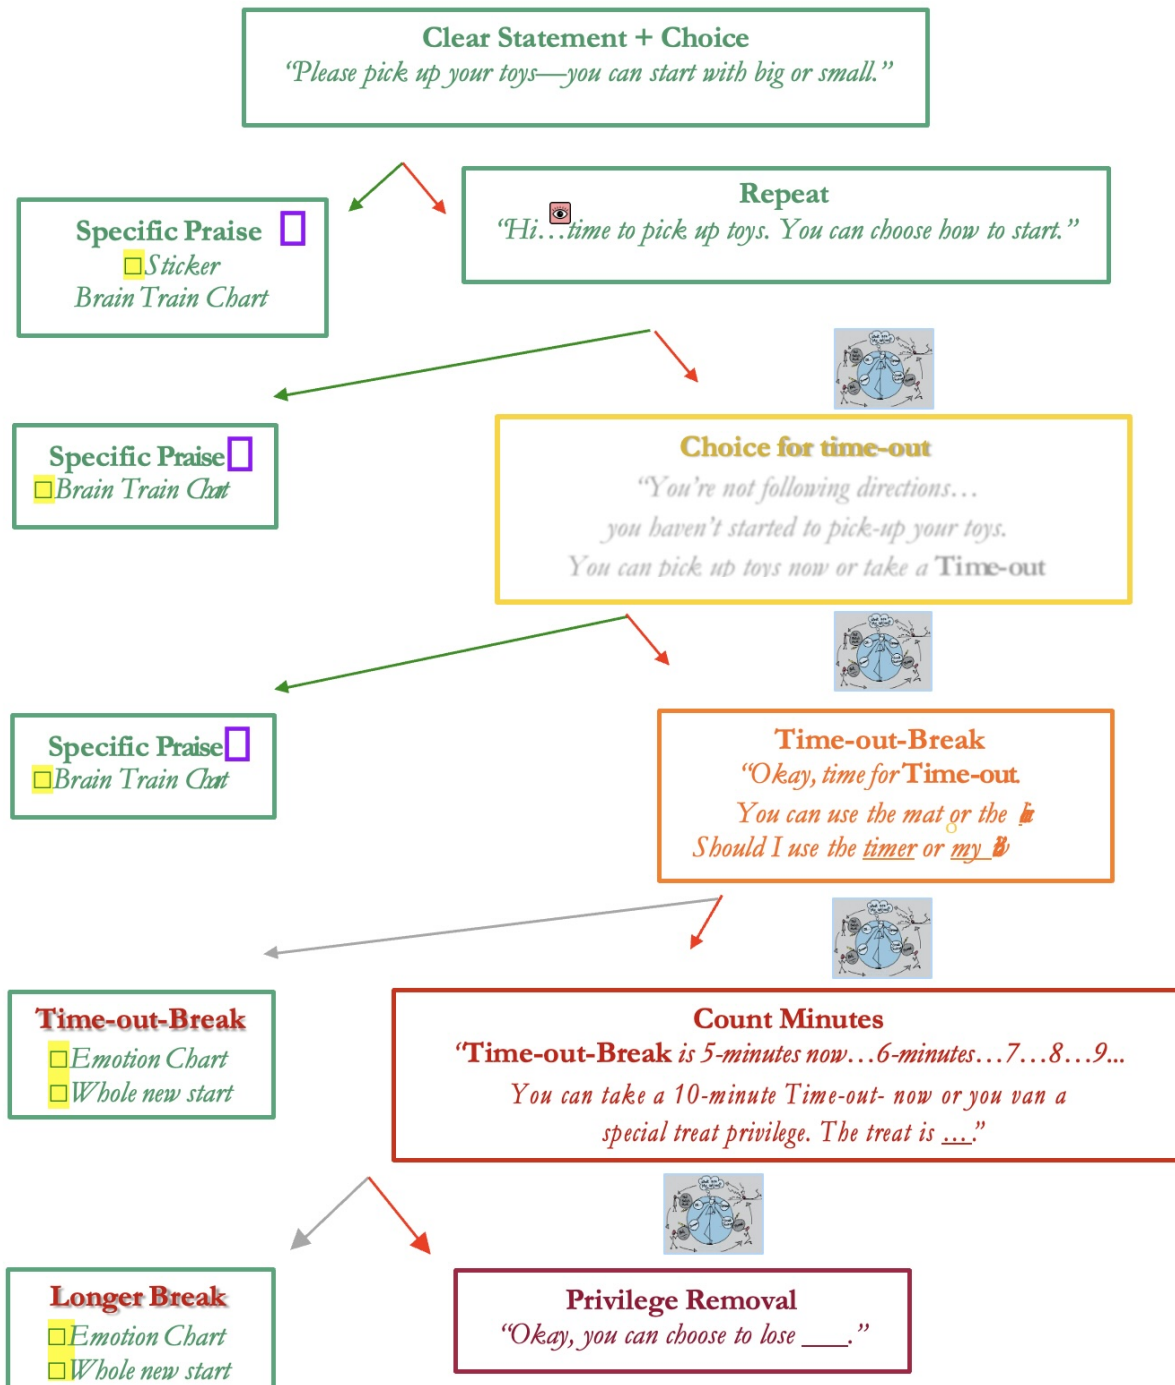 Clear Statement + Choice
“Please pick up your toys—you can start with big or small.”
Repeat
“Hi…time to pick up toys. You can choose how to start.”
Specific Praise
Sticker
Brain Train Chart
Choice for time-out
“You’re not following directions…
you haven’t started to pick-up your toys.
You can pick up toys now or take a Time-out
Specific Praise
Brain Train Chart
Time-out-Break
“Okay, time for Time-out.
You can use the mat or the
Should I use the timer or my
Specific Praise
Brain Train Chart
Count Minutes
“Time-out-Break is 5-minutes now…6-minutes…7…8…9…
You can take a 10-minute Time-out- now or you van a
special treat privilege. The treat is ….”
Time-out-Break
Emotion Chart
Whole new start
Privilege Removal
“Okay, you can choose to lose ____.”
Longer Break
Emotion Chart
Whole new start